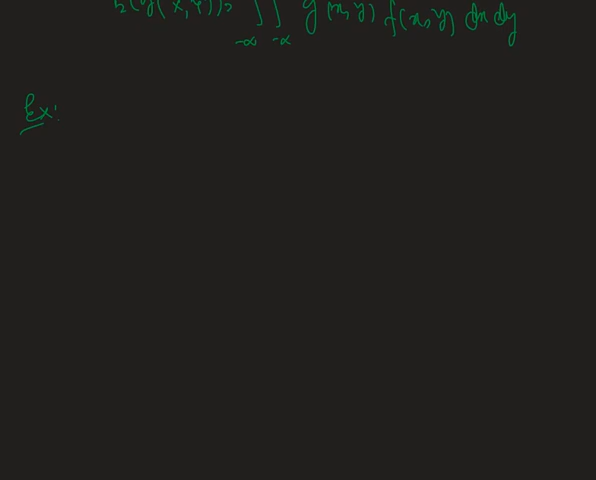 E(g(X,Y)) = ∫∫ g(x,y) f(x,y) dx dy
-∞ -∞
Ex: